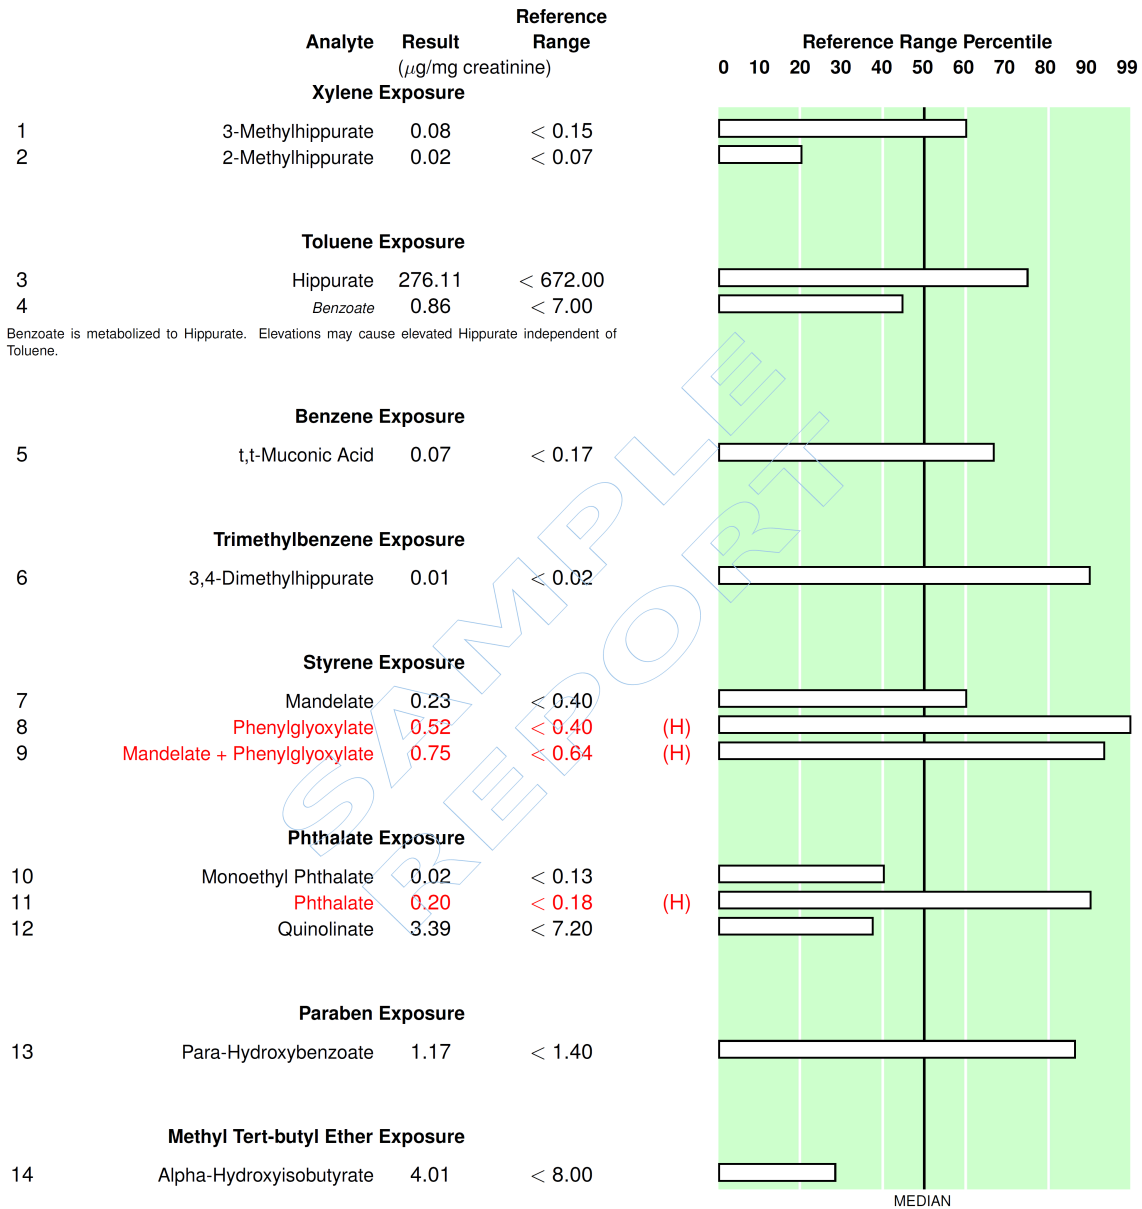 Reference
Analyte Result Range Reference Range Percentile
(μg/mg creatinine) 0 10 20 30 40 50 60 70 80 90 99
Xylene Exposure
1 3-Methylhippurate 0.08 < 0.15
2 2-Methylhippurate 0.02 < 0.07
Toluene Exposure
3 Hippurate 276.11 < 672.00
4 Benzoate 0.86 < 7.00
Benzoate is metabolized to Hippurate. Elevations may cause elevated Hippurate independent of
Toluene.
Benzene Exposure
5 t,t-Muconic Acid 0.07 < 0.17
Trimethylbenzene Exposure
6 3,4-Dimethylhippurate 0.01 < 0.02
Styrene Exposure
7 Mandelate 0.23 < 0.40
8 Phenylglyoxylate 0.52 < 0.40 (H)
9 Mandelate + Phenylglyoxylate 0.75 < 0.64 (H)
Phthalate Exposure
10 Monoethyl Phthalate 0.02 < 0.13
11 Phthalate 0.20 < 0.18 (H)
12 Quinolinate 3.39 < 7.20
Paraben Exposure
13 Para-Hydroxybenzoate 1.17 < 1.40
Methyl Tert-butyl Ether Exposure
14 Alpha-Hydroxyisobutyrate 4.01 < 8.00
MEDIAN
SAMPLE
REPORT